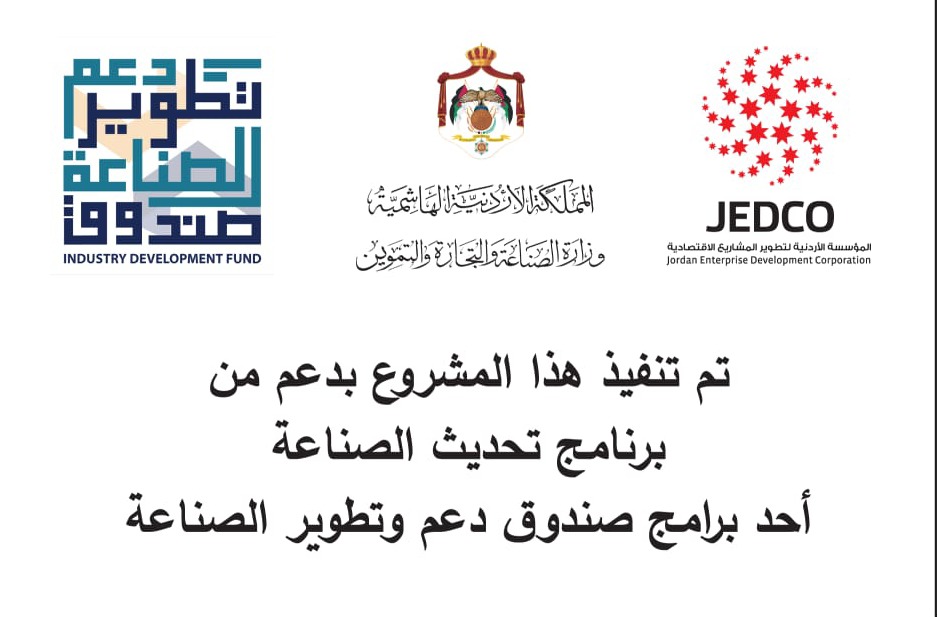 دعم
تطوير
الصناعة
صندوق
INDUSTRY DEVELOPMENT FUND
المملكة الأردنية الهاشمية
وزارة الصناعة والتجارة والتموين
JEDCO
المؤسسة الأردنية لتطوير المشاريع الاقتصادية
Jordan Enterprise Development Corporation
تم تنفيذ هذا المشروع بدعم من
برنامج تحديث الصناعة
أحد برامج صندوق دعم وتطوير الصناعة